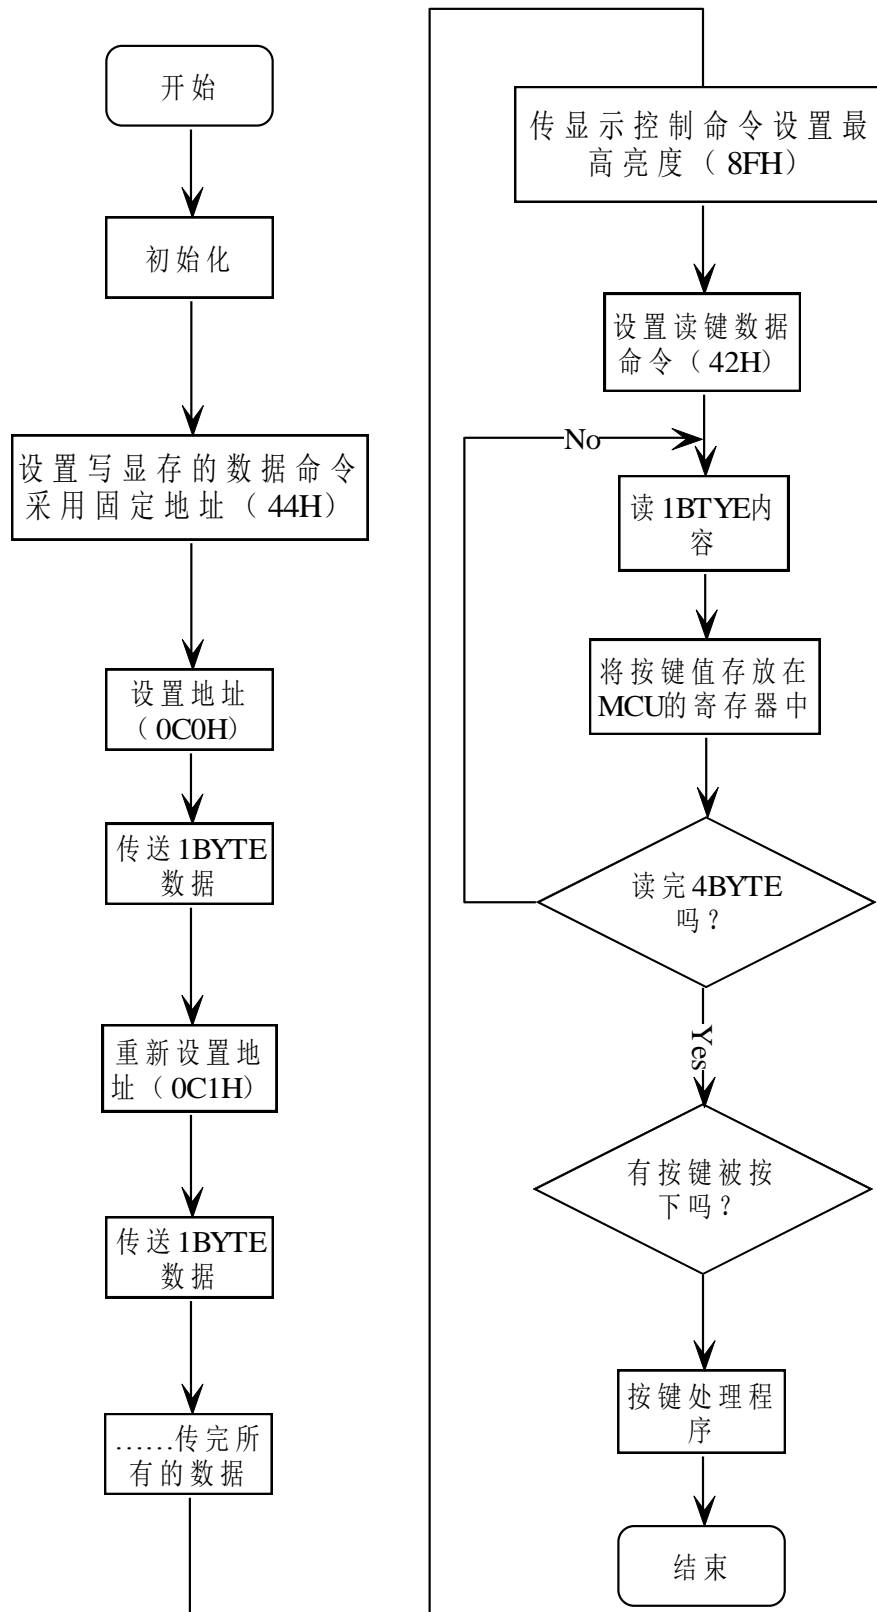 开始
初始化
设置写显存的数据命令
采用固定地址（44H）
设置地址
（0C0H）
传送1BYTE
数据
重新设置地
址（0C1H）
传送1BYTE
数据
……传完所
有的数据
传显示控制命令设置最
高亮度（8FH）
设置读键数据
命令（42H）
No
读1BTYE内
容
将按键值存放在
MCU的寄存器中
读完4BYTE
吗？
Yes
有按键被按
下吗？
按键处理程
序
结束